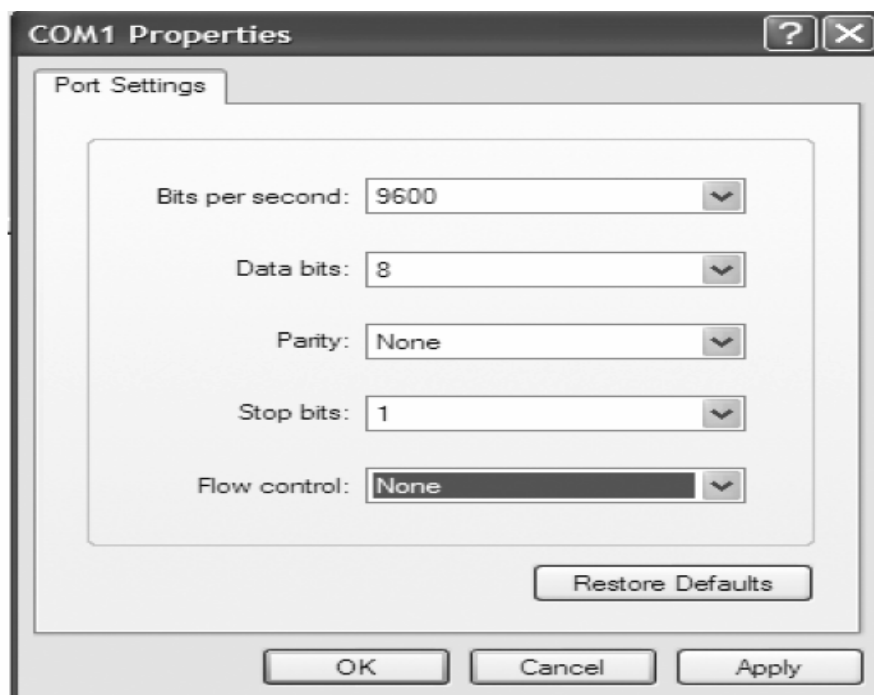 COM1 Properties
Port Settings
Bits per second: 9600
Data bits: 8
Parity: None
Stop bits: 1
Flow control: None
Restore Defaults
OK Cancel Apply